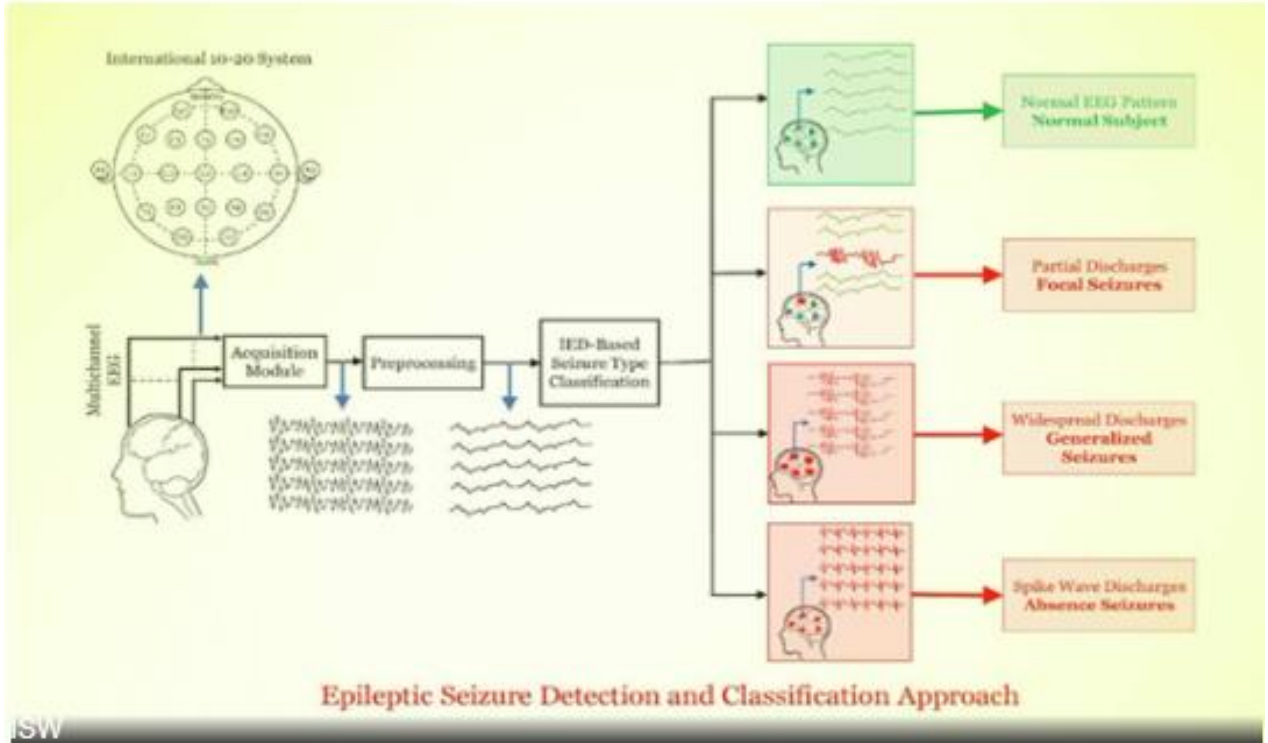 International 10-20 System
Multichannel
EEG
Acquisition
Module
Preprocessing
IED-Based
Seizure Type
Classification
Normal EEG Pattern
Normal Subject
Partial Discharges
Focal Seizures
Widespread Discharges
Generalized
Seizures
Spike Wave Discharges
Absence Seizures
Epileptic Seizure Detection and Classification Approach
ISW